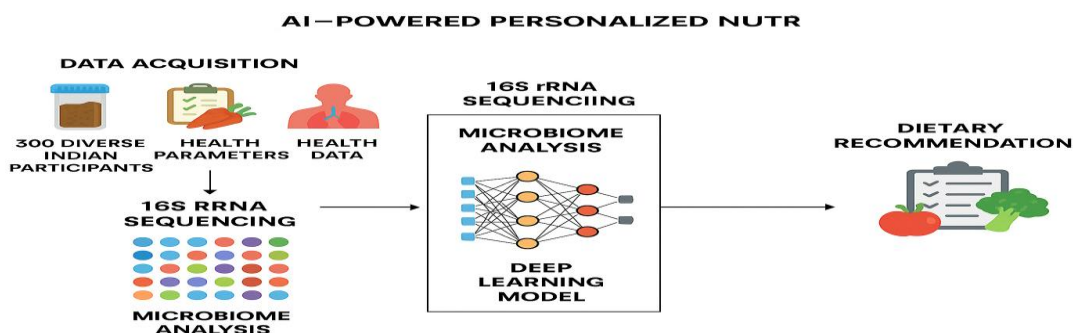 AI–POWERED PERSONALIZED NUTR
DATA ACQUISITION
300 DIVERSE
INDIAN
PARTICIPANTS
HEALTH
PARAMETERS
HEALTH
DATA
16S RRNA
SEQUENCING
MICROBIOME
ANALYSIS
16S rRNA
SEQUENCIING
MICROBIOME
ANALYSIS
DEEP
LEARNING
MODEL
DIETARY
RECOMMENDATION